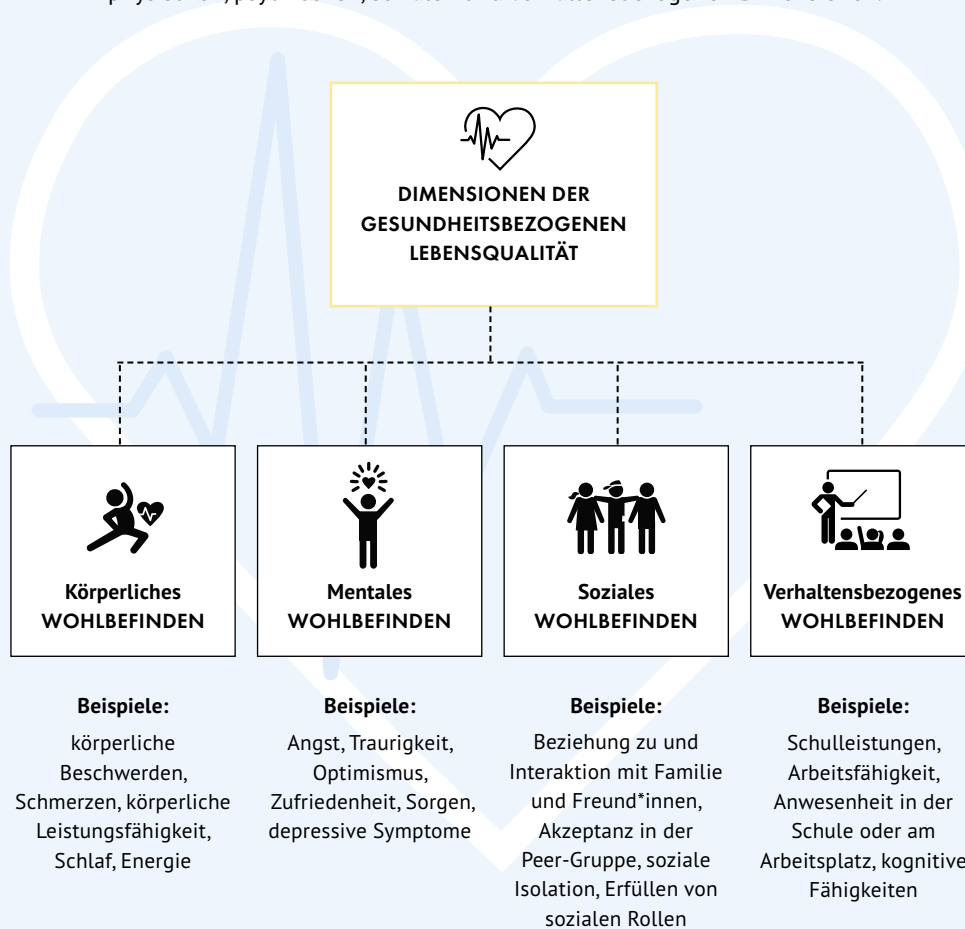 DIMENSIONEN DER
GESUNDHEITSBEZOGENEN
LEBENSQUALITÄT
Körperliches
WOHLBEFINDEN
Mentales
WOHLBEFINDEN
Soziales
WOHLBEFINDEN
Verhaltensbezogenes
WOHLBEFINDEN
Beispiele:
körperliche
Beschwerden,
Schmerzen, körperliche
Leistungsfähigkeit,
Schlaf, Energie
Beispiele:
Angst, Traurigkeit,
Optimismus,
Zufriedenheit, Sorgen,
depressive Symptome
Beispiele:
Beziehung zu und
Interaktion mit Familie
und Freund*innen,
Akzeptanz in der
Peer-Gruppe, soziale
Isolation, Erfüllen von
sozialen Rollen
Beispiele:
Schulleistungen,
Arbeitsfähigkeit,
Anwesenheit in der
Schule oder am
Arbeitsplatz, kognitive
Fähigkeiten